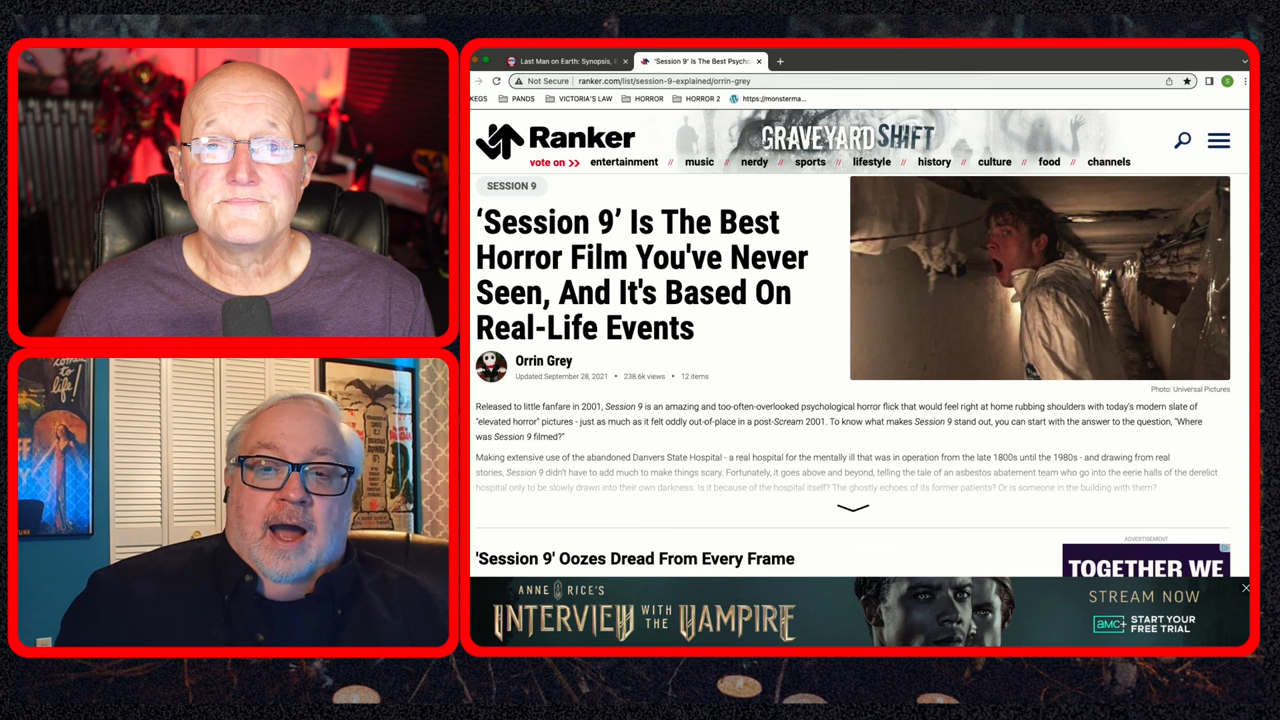 Last Man on Earth: Synopsis,
'Session 9' Is The Best Psycho
Not Secure
ranker.com/list/session-9-explained/orrin-grey
S
KEGS
PANDS
VICTORIA'S LAW
HORROR
HORROR 2
https://monsterma...
Ranker
GRAVEYARD SHIFT
vote on >>
entertainment // music // nerdy // sports // lifestyle // history // culture // food // channels
SESSION 9
‘Session 9’ Is The Best
Horror Film You've Never
Seen, And It's Based On
Real-Life Events
Orrin Grey
Updated September 28, 2021 • 238.6k views • 12 items
Photo: Universal Pictures
Released to little fanfare in 2001, Session 9 is an amazing and too-often-overlooked psychological horror flick that would feel right at home rubbing shoulders with today's modern slate of
"elevated horror" pictures - just as much as it felt oddly out-of-place in a post-Scream 2001. To know what makes Session 9 stand out, you can start with the answer to the question, "Where
was Session 9 filmed?"
Making extensive use of the abandoned Danvers State Hospital - a real hospital for the mentally ill that was in operation from the late 1800s until the 1980s - and drawing from real
stories, Session 9 didn't have to add much to make things scary. Fortunately, it goes above and beyond, telling the tale of an asbestos abatement team who go into the eerie halls of the derelict
hospital only to be slowly drawn into their own darkness. Is it because of the hospital itself? The ghostly echoes of its former patients? Or is someone in the building with them?
ADVERTISEMENT
'Session 9' Oozes Dread From Every Frame
TOGETHER WE
ANNE RICE'S
INTERVIEW WITH THE VAMPIRE
STREAM NOW
amc+
START YOUR
FREE TRIAL
come to
life!